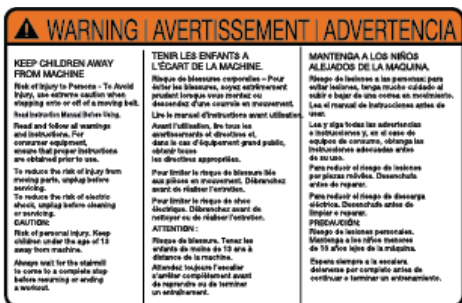 WARNING | AVERTISSEMENT | ADVERTENCIA
KEEP CHILDREN AWAY
FROM MACHINE
Risk of Injury to Persons - To Avoid
Injury, use extreme caution when
stepping onto or off of a moving belt.
Read Instruction Manual Before Using.
Read and follow all warnings
and instructions. For
consumer equipment,
ensure that proper instructions
are obtained prior to use.
To reduce the risk of injury from
moving parts, unplug before
servicing.
To reduce the risk of electric
shock, unplug before cleaning
or servicing.
CAUTION:
Risk of personal injury. Keep
children under the age of 13
away from machine.
Always wait for the stairmill
to come to a complete stop
before resuming or ending
a workout.
TENIR LES ENFANTS A
L'ÉCART DE LA MACHINE.
Risque de blessures corporelles – Pour
éviter les blessures, soyez extrêmement
prudent lorsque vous montez ou
descendez d'une courroie en mouvement.
Lire le manuel d'instructions avant utilisation.
Avant l'utilisation, lire tous les
avertissements et directives et,
dans le cas d'équipement grand public,
obtenir toutes
les directives appropriées.
Pour limiter le risque de blessure liée
aux pièces en mouvement. Débranchez
avant de réaliser l'entretien.
Pour limiter le risque de choc
électrique. Débranchez avant de
nettoyer ou de réaliser l'entretien.
ATTENTION :
Risque de blessure. Tenez les
enfants de moins de 13 ans à
distance de la machine.
Attendez toujours l'escalier
s'arrêter complètement avant
de reprendre ou de terminer
un entraînement.
MANTENGA A LOS NIÑOS
ALEJADOS DE LA MAQUINA.
Riesgo de lesiones a las personas: para
evitar lesiones, tenga mucho cuidado al
subir o bajar de una correa en movimiento.
Lea el manual de instrucciones antes de
usar.
Lea y siga todas las advertencias
e instrucciones y, en el caso de
equipos de consumo, obtenga las
instrucciones adecuadas antes
de su uso.
Para reducir el riesgo de lesiones
por piezas móviles. Desenchufe
antes de reparar.
Para reducir el riesgo de descarga
eléctrica. Desenchufe antes de
limpiar o reparar.
PRECAUCIÓN:
Riesgo de lesiones personales.
Mantenga a los niños menores
de 13 años lejos de la máquina.
Espere siempre a la escalera.
detenerse por completo antes de
continuar o terminar un entrenamiento.